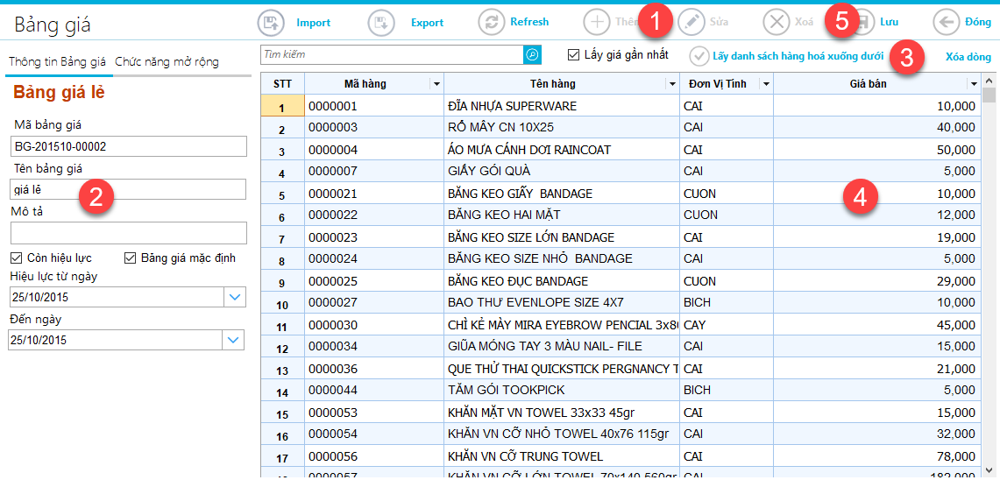 Bảng giá
Import
Export
Refresh
Thê
1
Sửa
Xoá
5
Lưu
Đóng
Thông tin Bảng giá
Chức năng mở rộng
Tìm kiếm
Lấy giá gần nhất
Lấy danh sách hàng hoá xuống dưới
3
Xóa dòng
Bảng giá lẻ
Mã bảng giá
BG-201510-00002
Tên bảng giá
giá lẻ
2
Mô tả
Còn hiệu lực
Bảng giá mặc định
Hiệu lực từ ngày
25/10/2015
Đến ngày
25/10/2015
STT Mã hàng Tên hàng Đơn Vị Tính Giá bán
1 0000001 ĐĨA NHỰA SUPERWARE CAI 10,000
2 0000003 RỔ MÂY CN 10X25 CAI 40,000
3 0000004 ÁO MƯA CÁNH DƠI RAINCOAT CAI 50,000
4 0000007 GIẤY GÓI QUÀ CAI 5,000
5 0000021 BĂNG KEO GIẤY BANDAGE CUON 10,000
4
6 0000022 BĂNG KEO HAI MẶT CUON 12,000
7 0000023 BĂNG KEO SIZE LỚN BANDAGE CAI 19,000
8 0000024 BĂNG KEO SIZE NHỎ BANDAGE CAI 5,000
9 0000025 BĂNG KEO ĐỤC BANDAGE CUON 29,000
10 0000027 BAO THƯ EVENLOPE SIZE 4X7 BICH 10,000
11 0000030 CHÌ KẺ MÀY MIRA EYEBROW PENCIAL 3x80 CAY 45,000
12 0000034 GIŨA MÓNG TAY 3 MÀU NAIL- FILE CAI 15,000
13 0000036 QUE THỬ THAI QUICKSTICK PERGNANCY T CAI 21,000
14 0000044 TĂM GÓI TOOKPICK BICH 5,000
15 0000053 KHĂN MẶT VN TOWEL 33x33 45gr CAI 15,000
16 0000054 KHĂN VN CỠ NHỎ TOWEL 40x76 115gr CAI 32,000
17 0000056 KHĂN VN CỠ TRUNG TOWEL CAI 78,000
0000057 KHĂN VN CỠ LỚN TOWEL 70x140 560gr CAI 182,000